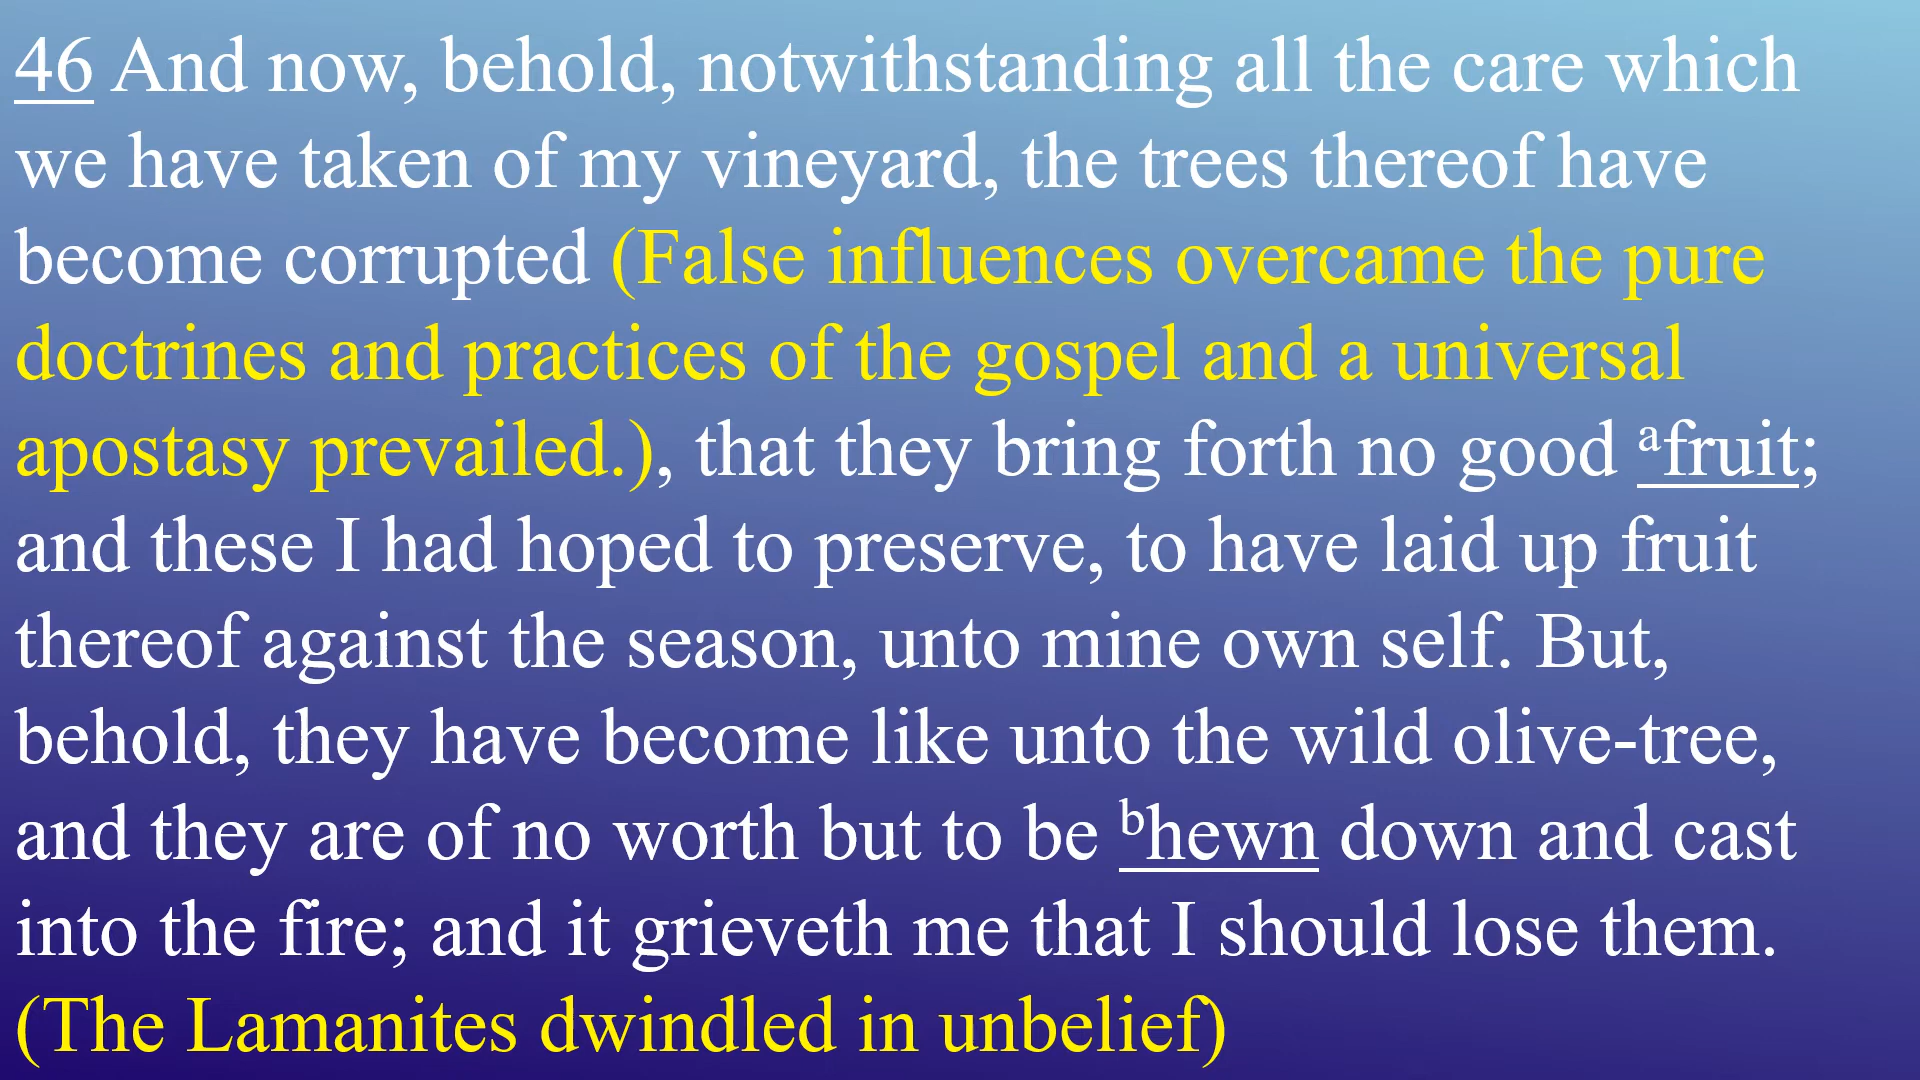 46 And now, behold, notwithstanding all the care which
we have taken of my vineyard, the trees thereof have
become corrupted (False influences overcame the pure
doctrines and practices of the gospel and a universal
apostasy prevailed.), that they bring forth no good ᵃfruit;
and these I had hoped to preserve, to have laid up fruit
thereof against the season, unto mine own self. But,
behold, they have become like unto the wild olive-tree,
and they are of no worth but to be ᵇhewn down and cast
into the fire; and it grieveth me that I should lose them.
(The Lamanites dwindled in unbelief)